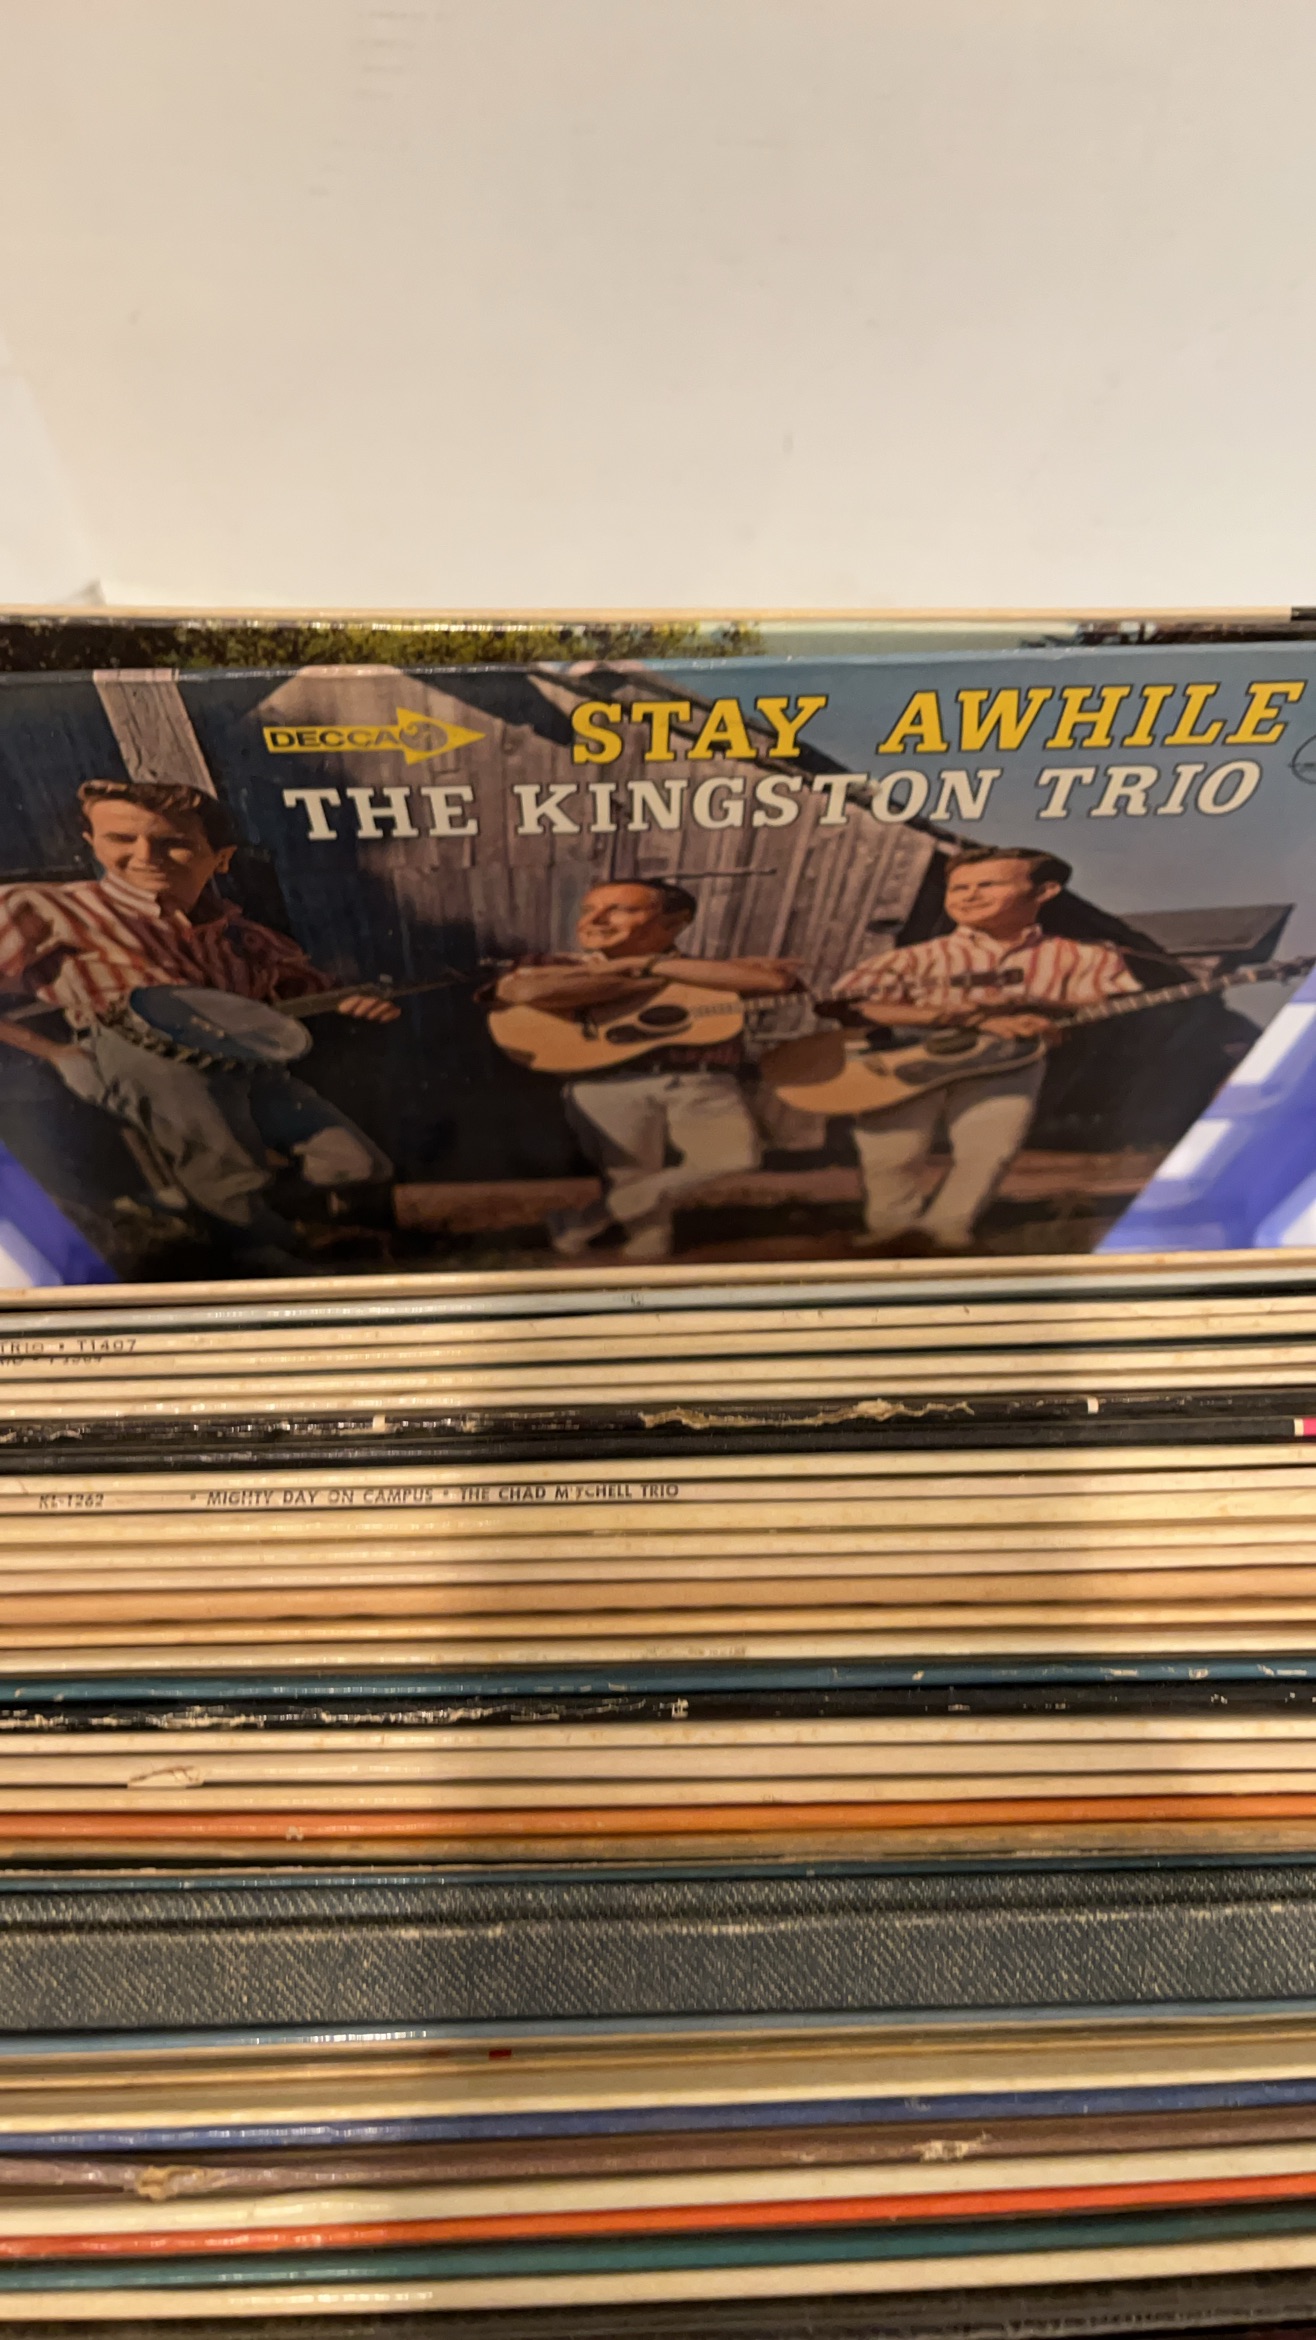 DECCA
STAY AWHILE
THE KINGSTON TRIO
TRIO • T1407
KL-1262 • MIGHTY DAY ON CAMPUS • THE CHAD MITCHELL TRIO